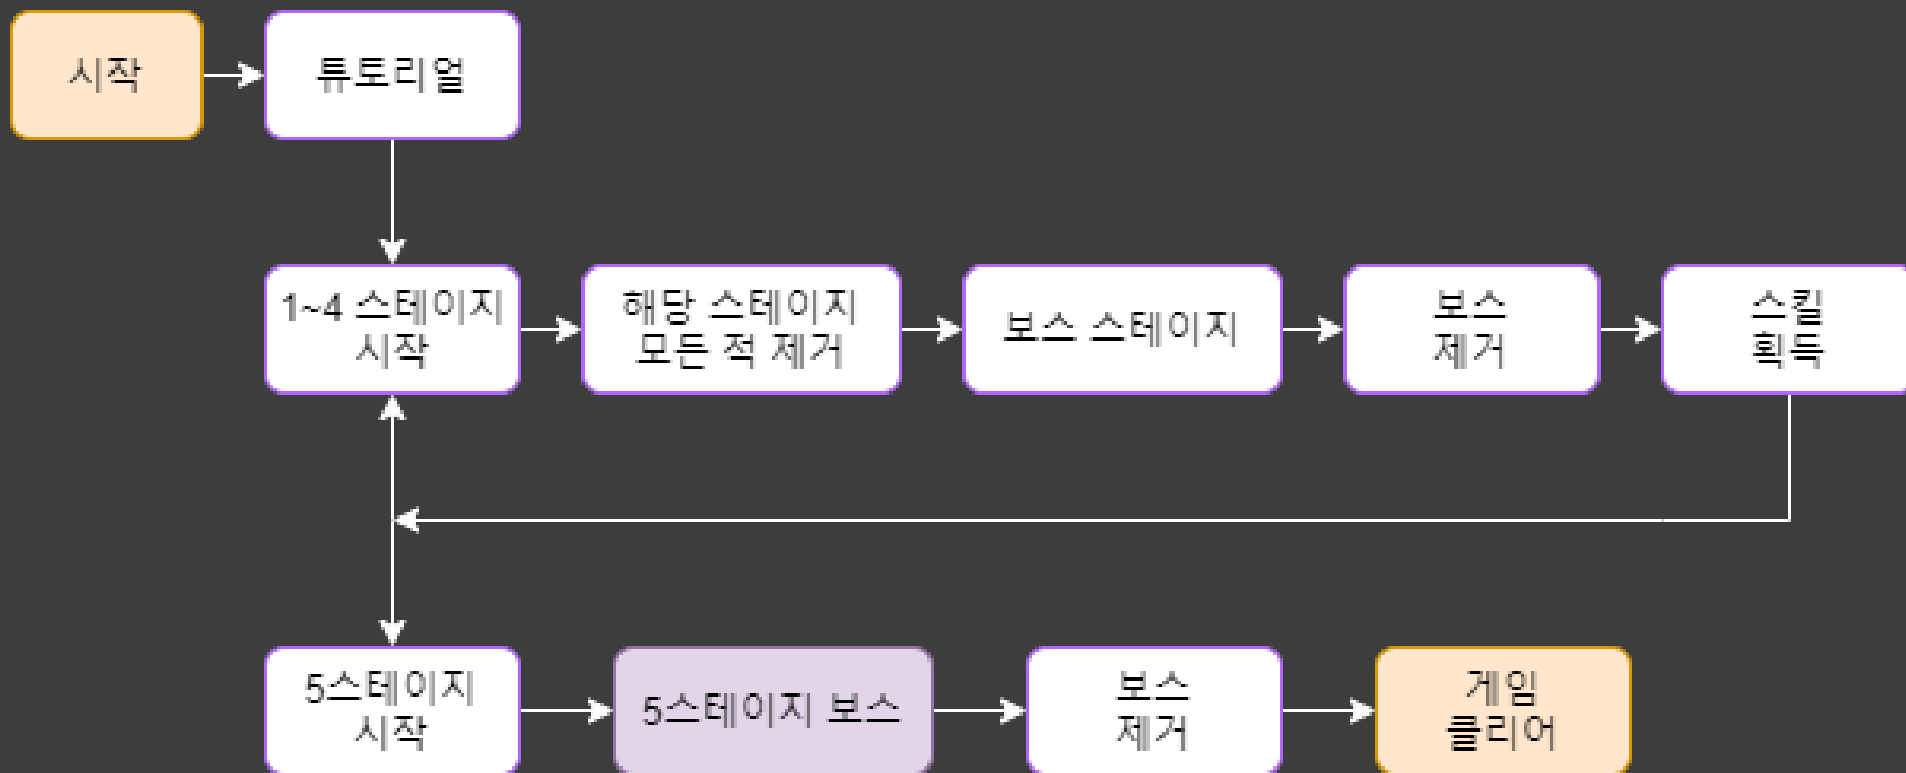 시작
튜토리얼
1~4 스테이지
시작
해당 스테이지
모든 적 제거
보스 스테이지
보스
제거
스킬
획득
5스테이지
시작
5스테이지 보스
보스
제거
게임
클리어